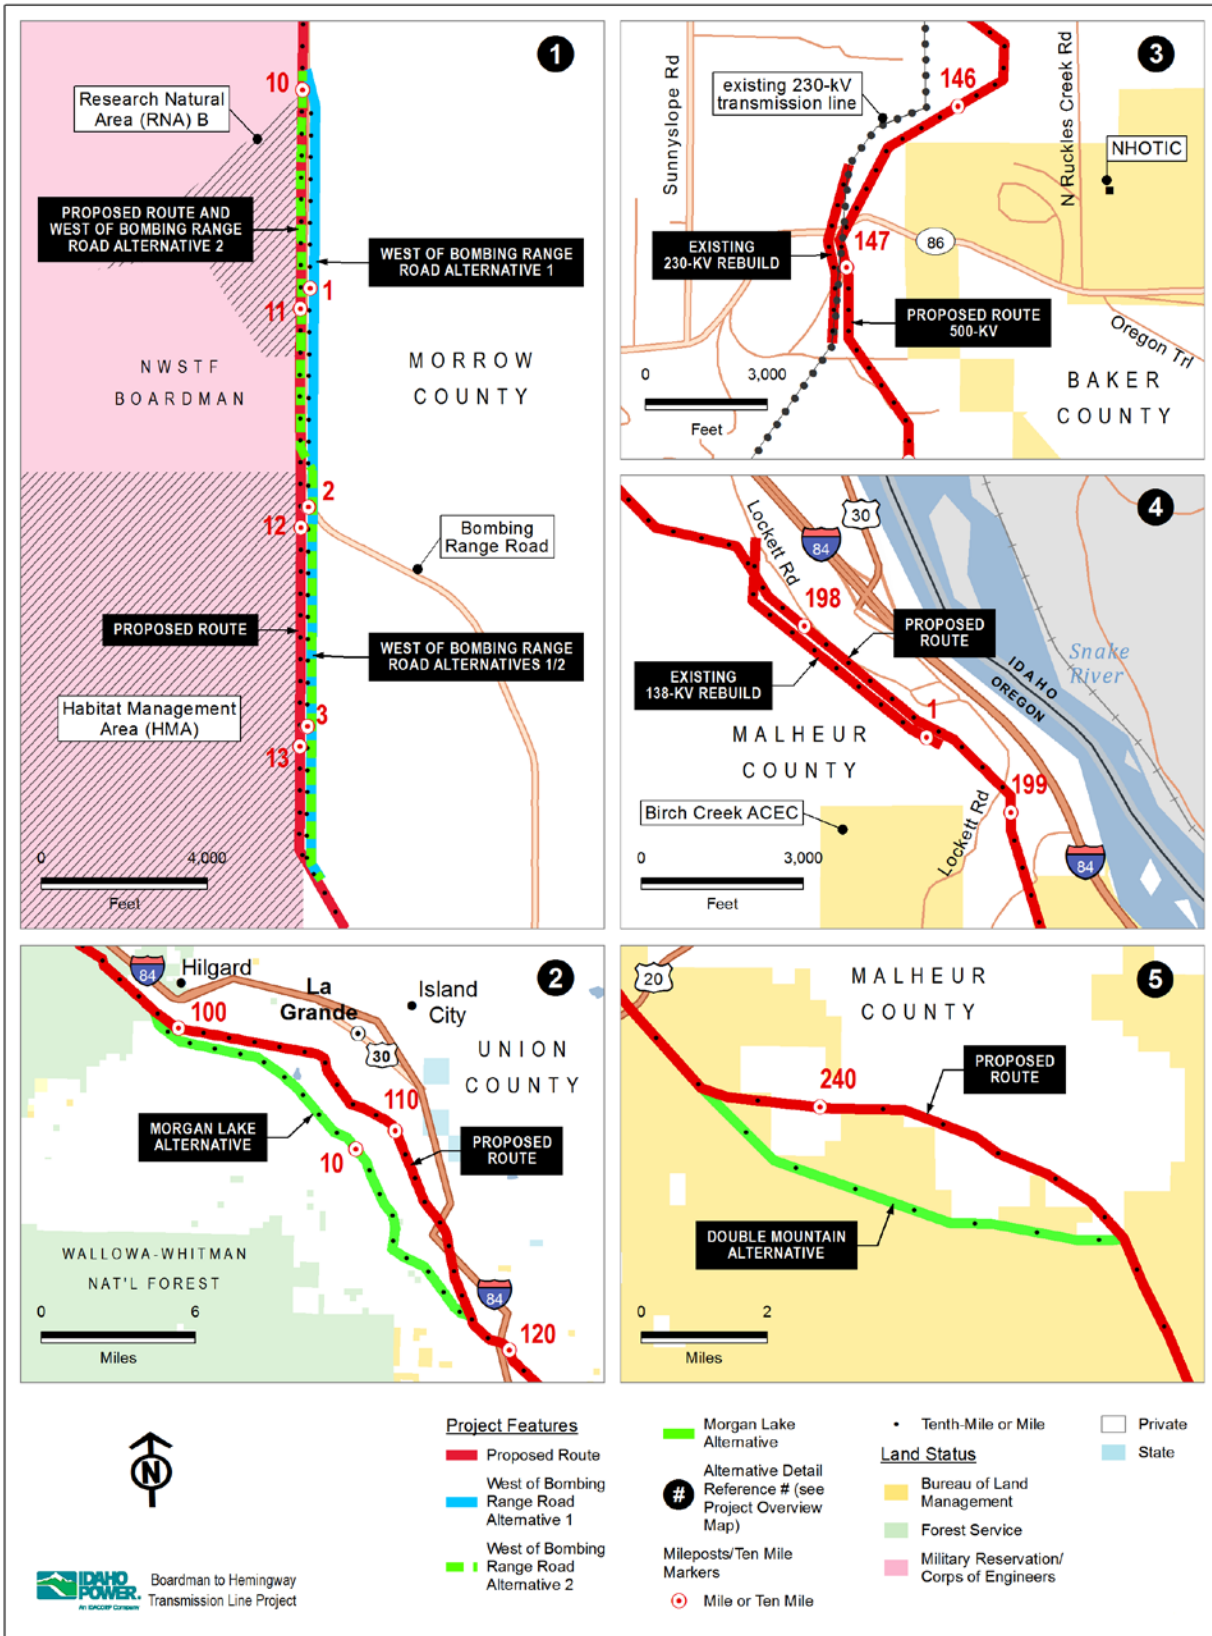 1
10
Research Natural
Area (RNA) B
PROPOSED ROUTE AND
WEST OF BOMBING RANGE
ROAD ALTERNATIVE 2
WEST OF BOMBING RANGE
ROAD ALTERNATIVE 1
1
11
NWSTF
BOARDMAN
MORROW
COUNTY
2
12
Bombing
Range Road
PROPOSED ROUTE
WEST OF BOMBING RANGE
ROAD ALTERNATIVES 1/2
Habitat Management
Area (HMA)
3
13
0
4,000
Feet
3
Sunnyslope Rd
existing 230-kV
transmission line
146
N Ruckles Creek Rd
NHOTIC
EXISTING
230-KV REBUILD
147
86
PROPOSED ROUTE
500-KV
Oregon Trl
0
3,000
Feet
BAKER
COUNTY
4
30
84
Lockett Rd
198
PROPOSED
ROUTE
EXISTING
138-KV REBUILD
Snake
River
IDAHO
OREGON
1
MALHEUR
COUNTY
199
Birch Creek ACEC
Lockett Rd
84
0
3,000
Feet
2
84
Hilgard
La
Grande
Island
City
100
30
UNION
COUNTY
110
MORGAN LAKE
ALTERNATIVE
10
PROPOSED
ROUTE
WALLOWA-WHITMAN
NAT'L FOREST
84
0
6
Miles
120
5
20
MALHEUR
COUNTY
PROPOSED
ROUTE
240
DOUBLE MOUNTAIN
ALTERNATIVE
0
2
Miles
N
Project Features
Proposed Route
West of Bombing
Range Road
Alternative 1
West of Bombing
Range Road
Alternative 2
Morgan Lake
Alternative
#
Alternative Detail
Reference # (see
Project Overview
Map)
Mileposts/Ten Mile
Markers
Mile or Ten Mile
Tenth-Mile or Mile
Land Status
Bureau of Land
Management
Forest Service
Military Reservation/
Corps of Engineers
Private
State
IDAHO
POWER.
An IDACORP Company
Boardman to Hemingway
Transmission Line Project